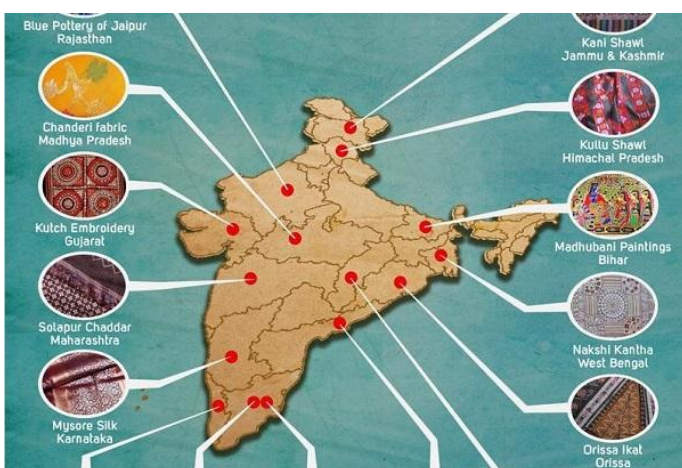 Blue Pottery of Jaipur
Rajasthan
Chanderi fabric
Madhya Pradesh
Kutch Embroidery
Gujarat
Solapur Chaddar
Maharashtra
Mysore Silk
Karnataka
Kani Shawl
Jammu & Kashmir
Kullu Shawl
Himachal Pradesh
Madhubani Paintings
Bihar
Nakshi Kantha
West Bengal
Orissa Ikat
Orissa